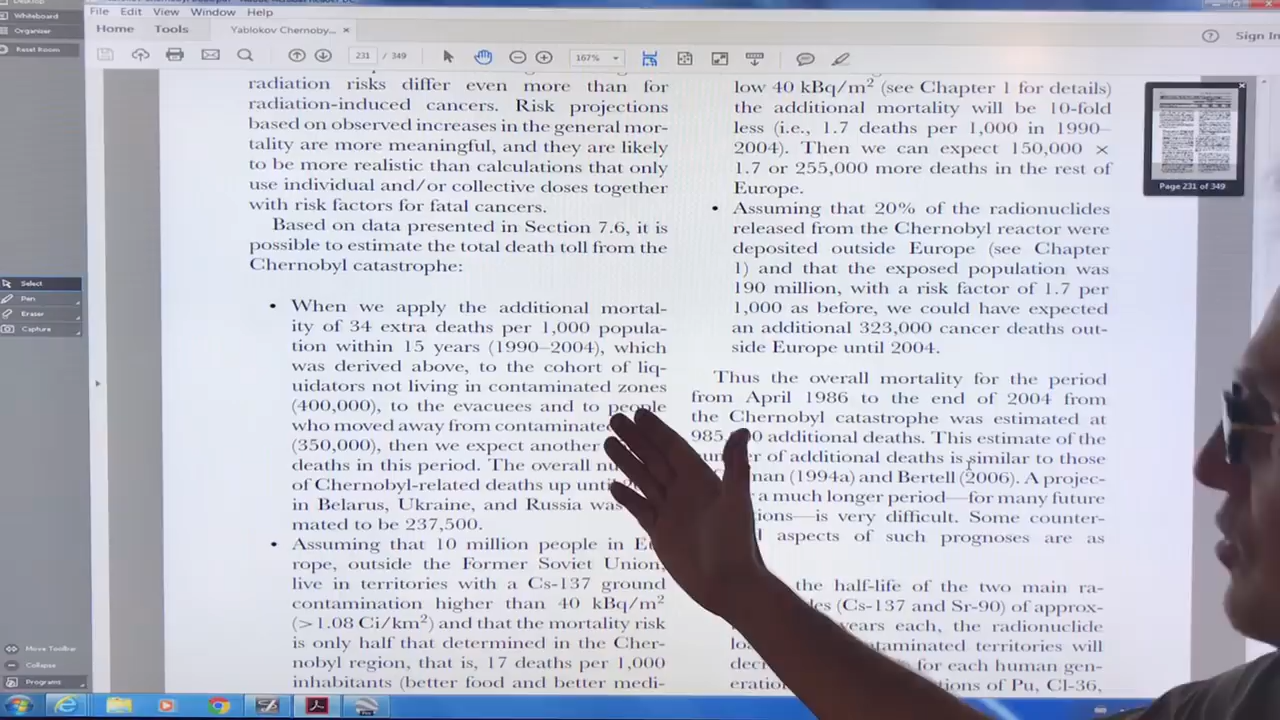 Desktop
Whiteboard
Organiser
Reset Room
File Edit View Window Help
Home Tools Yablokov Chernoby... ×
Sign In
231 / 349
167%
radiation risks differ even more than for
radiation-induced cancers. Risk projections
based on observed increases in the general mor-
tality are more meaningful, and they are likely
to be more realistic than calculations that only
use individual and/or collective doses together
with risk factors for fatal cancers.
Based on data presented in Section 7.6, it is
possible to estimate the total death toll from the
Chernobyl catastrophe:
• When we apply the additional mortal-
ity of 34 extra deaths per 1,000 popula-
tion within 15 years (1990–2004), which
was derived above, to the cohort of liq-
uidators not living in contaminated zones
(400,000), to the evacuees and to people
who moved away from contaminated
(350,000), then we expect another
deaths in this period. The overall
of Chernobyl-related deaths up until
in Belarus, Ukraine, and Russia was
mated to be 237,500.
• Assuming that 10 million people in Eu-
rope, outside the Former Soviet Union,
live in territories with a Cs-137 ground
contamination higher than 40 kBq/m²
(>1.08 Ci/km²) and that the mortality risk
is only half that determined in the Cher-
nobyl region, that is, 17 deaths per 1,000
inhabitants (better food and better medi-
low 40 kBq/m² (see Chapter 1 for details)
the additional mortality will be 10-fold
less (i.e., 1.7 deaths per 1,000 in 1990–
2004). Then we can expect 150,000 ×
1.7 or 255,000 more deaths in the rest of
Europe.
• Assuming that 20% of the radionuclides
released from the Chernobyl reactor were
deposited outside Europe (see Chapter
1) and that the exposed population was
190 million, with a risk factor of 1.7 per
1,000 as before, we could have expected
an additional 323,000 cancer deaths out-
side Europe until 2004.
Thus the overall mortality for the period
from April 1986 to the end of 2004 from
the Chernobyl catastrophe was estimated at
additional deaths. This estimate of the
of additional deaths is similar to those
(1994a) and Bertell (2006). A projec-
a much longer period—for many future
is very difficult. Some counter-
aspects of such prognoses are as
the half-life of the two main ra-
(Cs-137 and Sr-90) of approx-
years each, the radionuclide
territories will
for each human gen-
of Pu, Cl-36,
Page 231 of 349
Select
Pen
Eraser
Capture
Move Toolbar
Collapse
Programs